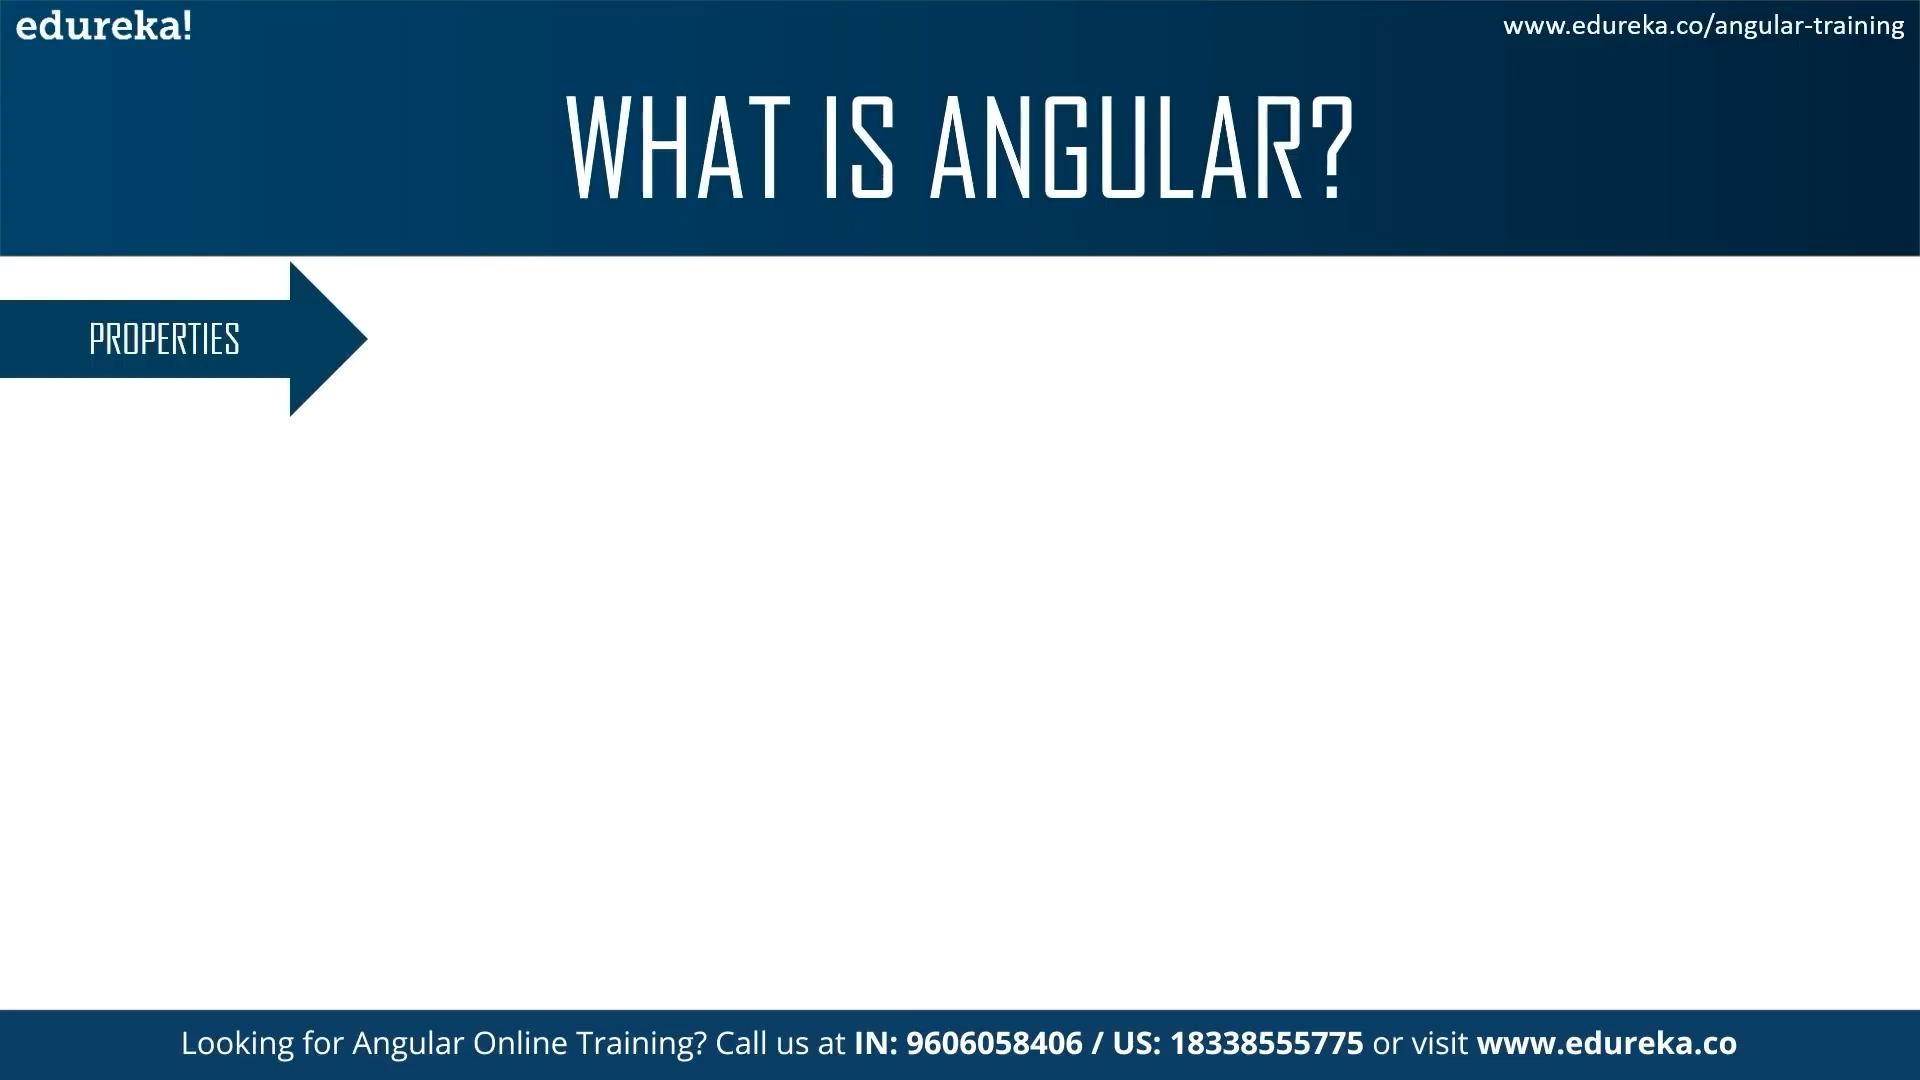 edureka!
www.edureka.co/angular-training
WHAT IS ANGULAR?
PROPERTIES
Looking for Angular Online Training? Call us at IN: 9606058406 / US: 18338555775 or visit www.edureka.co